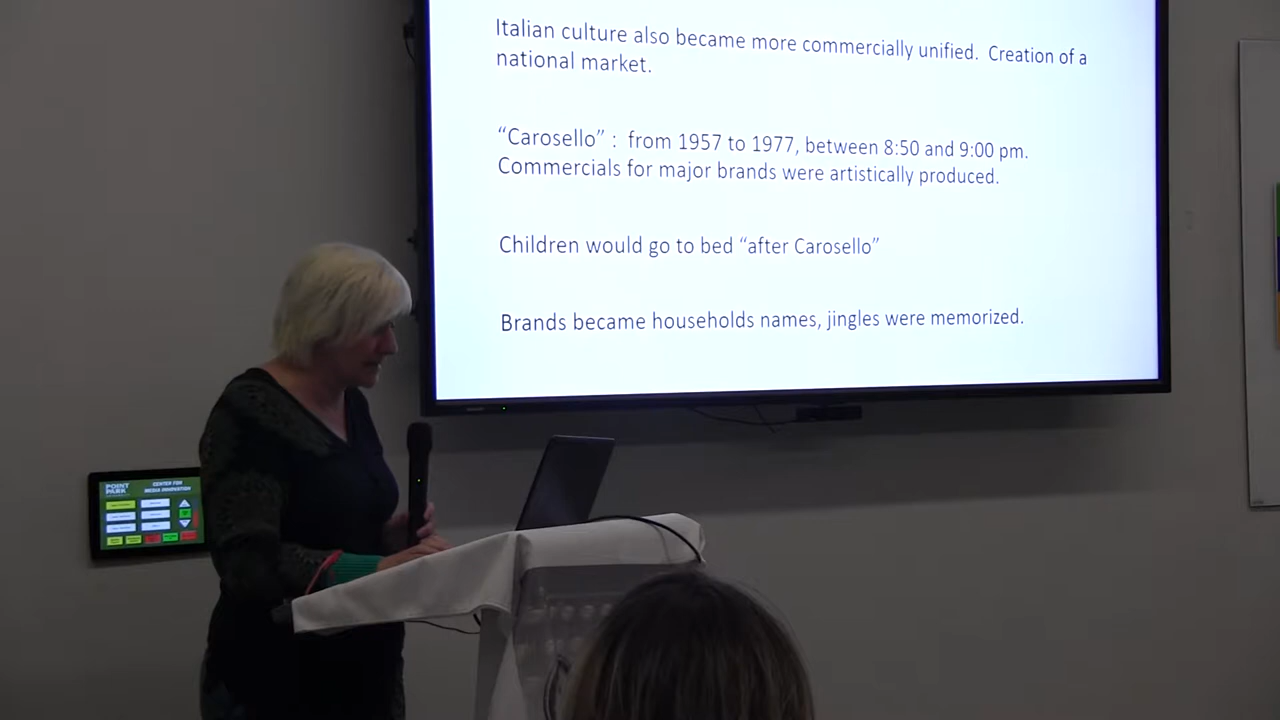 Italian culture also became more commercially unified. Creation of a
national market.
“Carosello” : from 1957 to 1977, between 8:50 and 9:00 pm.
Commercials for major brands were artistically produced.
Children would go to bed “after Carosello”
Brands became households names, jingles were memorized.
POINT
PARK
CENTER FOR
MEDIA INNOVATION